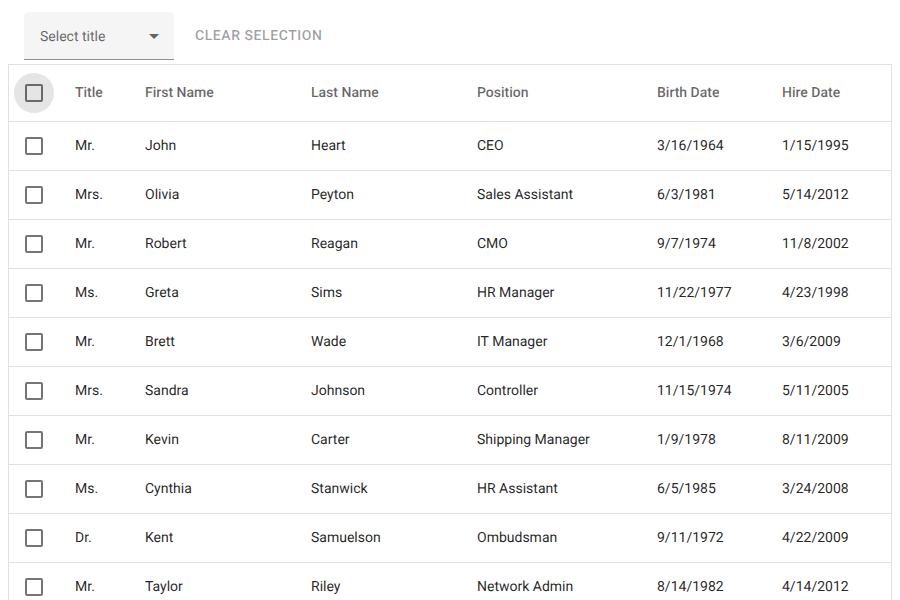 Select title CLEAR SELECTION
Title First Name Last Name Position Birth Date Hire Date
Mr. John Heart CEO 3/16/1964 1/15/1995
Mrs. Olivia Peyton Sales Assistant 6/3/1981 5/14/2012
Mr. Robert Reagan CMO 9/7/1974 11/8/2002
Ms. Greta Sims HR Manager 11/22/1977 4/23/1998
Mr. Brett Wade IT Manager 12/1/1968 3/6/2009
Mrs. Sandra Johnson Controller 11/15/1974 5/11/2005
Mr. Kevin Carter Shipping Manager 1/9/1978 8/11/2009
Ms. Cynthia Stanwick HR Assistant 6/5/1985 3/24/2008
Dr. Kent Samuelson Ombudsman 9/11/1972 4/22/2009
Mr. Taylor Riley Network Admin 8/14/1982 4/14/2012